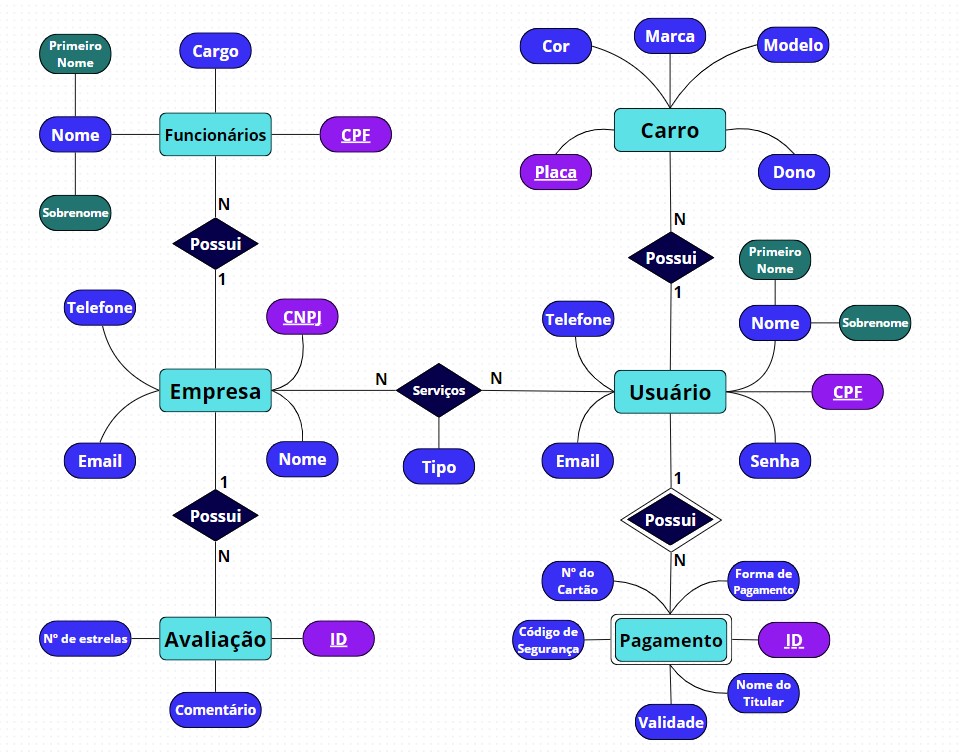 Primeiro
Nome
Cargo
Nome
Funcionários
CPF
Sobrenome
N
Possui
1
Telefone
CNPJ
Empresa
Email
Nome
N
Serviços
N
Tipo
1
Possui
N
Nº de estrelas
Avaliação
ID
Comentário
Cor
Marca
Modelo
Carro
Placa
Dono
N
Possui
1
Primeiro
Nome
Telefone
Nome
Sobrenome
Usuário
CPF
Email
Senha
1
Possui
N
Nº do
Cartão
Forma de
Pagamento
Código de
Segurança
Pagamento
ID
Nome do
Titular
Validade